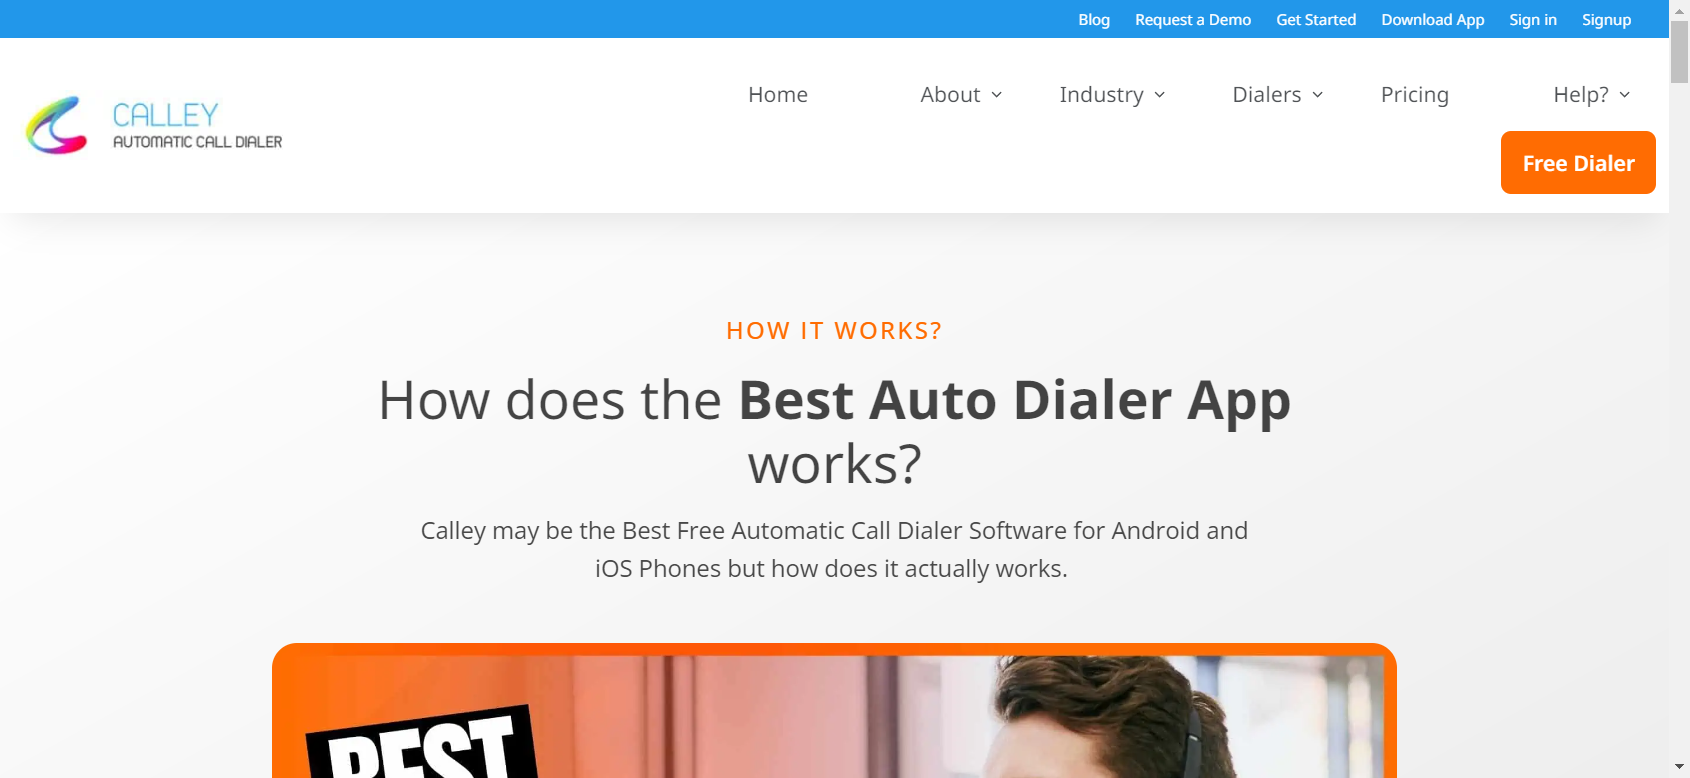 Blog Request a Demo Get Started Download App Sign in Signup
CALLEY
AUTOMATIC CALL DIALER
Home About Industry Dialers Pricing Help?
Free Dialer
HOW IT WORKS?
How does the Best Auto Dialer App
works?
Calley may be the Best Free Automatic Call Dialer Software for Android and
iOS Phones but how does it actually works.
BEST